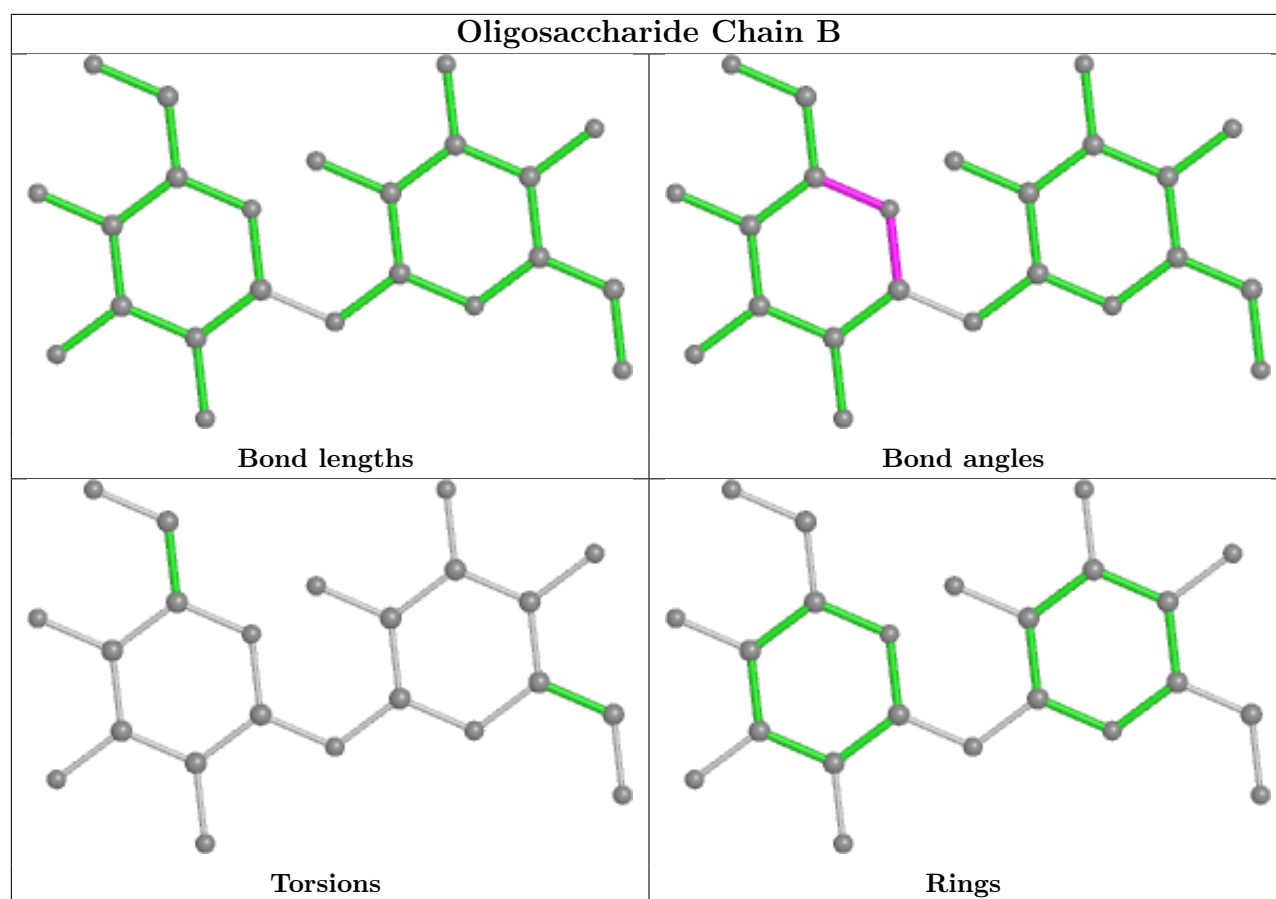 Oligosaccharide Chain B
Bond lengths
Bond angles
Torsions
Rings